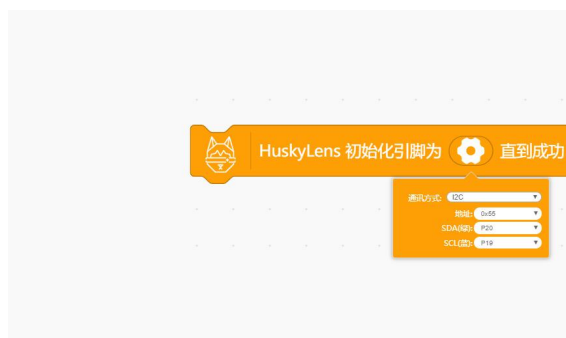 HuskyLens 初始化引脚为 直到成功
通讯方式: I2C
地址: 0x55
SDA(绿): P20
SCL(蓝): P19